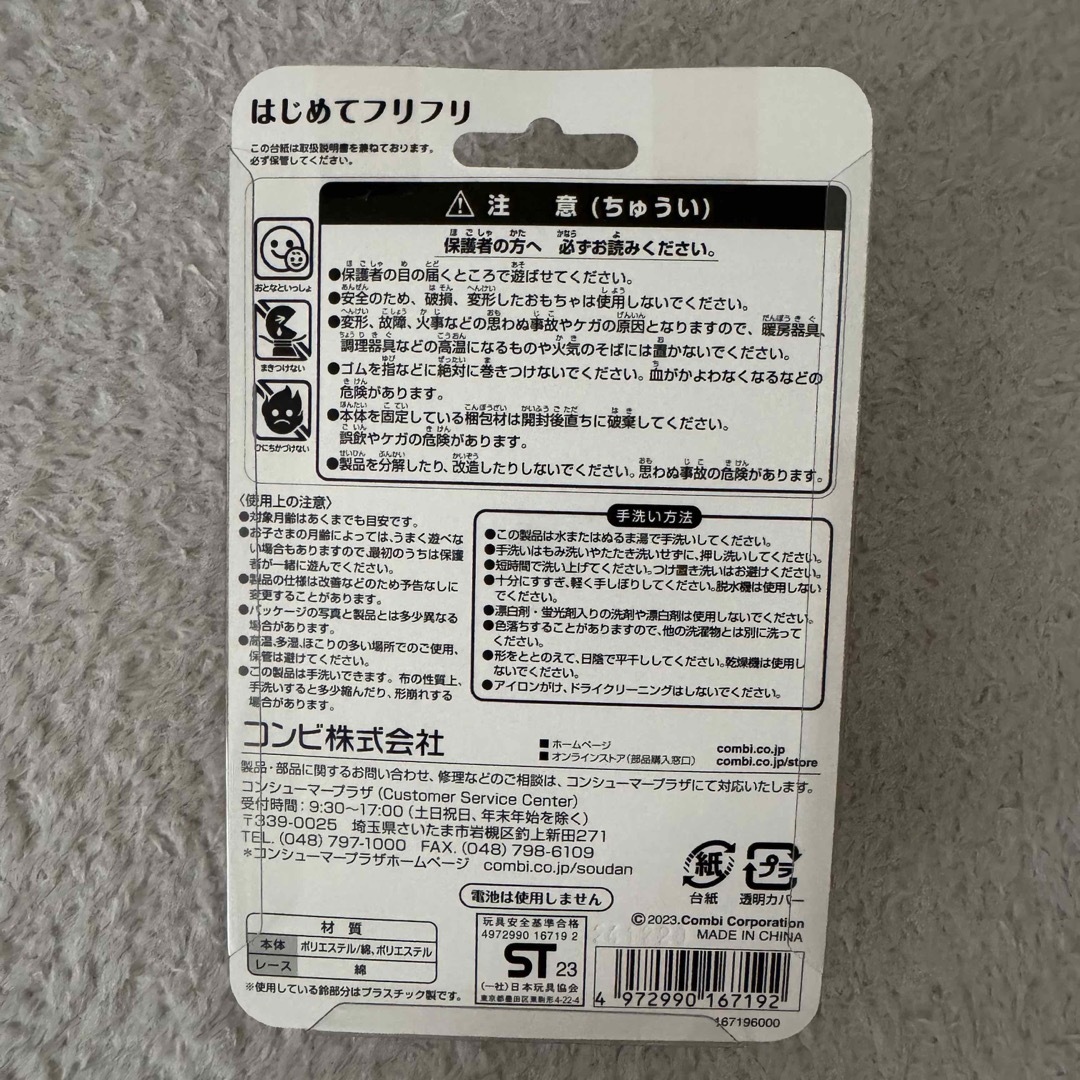 はじめてフリフリ
この台紙は取扱説明書を兼ねております。
必ず保管してください。
注 意(ちゅうい)
保護者の方へ 必ずお読みください。
おとなといっしょ
まきつけない
ひにちかづけない
●保護者の目の届くところで遊ばせてください。
●安全のため、破損、変形したおもちゃは使用しないでください。
●変形、故障、火事などの思わぬ事故やケガの原因となりますので、暖房器具、
調理器具などの高温になるものや火気のそばには置かないでください。
●ゴムを指などに絶対に巻きつけないでください。血がかよわなくなるなどの
危険があります。
●本体を固定している梱包材は開封後直ちに破棄してください。
誤飲やケガの危険があります。
●製品を分解したり、改造したりしないでください。思わぬ事故の危険があります。
〈使用上の注意〉
●対象月齢はあくまでも目安です。
●お子さまの月齢によっては、うまく遊べな
い場合もありますので、最初のうちは保護
者が一緒に遊んでください。
●製品の仕様は改善などのため予告なしに
変更することがあります。
●パッケージの写真と製品とは多少異なる
場合があります。
●高温、多湿、ほこりの多い場所でのご使用、
保管は避けてください。
●この製品は手洗いできます。布の性質上、
手洗いすると多少縮んだり、形崩れする
場合があります。
手洗い方法
●この製品は水またはぬるま湯で手洗いしてください。
●手洗いはもみ洗いやたたき洗いせずに、押し洗いしてください。
●短時間で洗い上げてください。つけ置き洗いはお避けください。
●十分にすすぎ、軽く手しぼりしてください。脱水機は使用しない
でください。
●漂白剤・蛍光剤入りの洗剤や漂白剤は使用しないでください。
●色落ちすることがありますので、他の洗濯物とは別に洗って
ください。
●形をととのえて、日陰で平干ししてください。乾燥機は使用し
ないでください。
●アイロンがけ、ドライクリーニングはしないでください。
コンビ株式会社
■ホームページ combi.co.jp
■オンラインストア(部品購入窓口) combi.co.jp/store
製品・部品に関するお問い合わせ、修理などのご相談は、コンシューマープラザにて対応いたします。
コンシューマープラザ(Customer Service Center)
受付時間:9:30〜17:00(土日祝日、年末年始を除く)
〒339-0025 埼玉県さいたま市岩槻区釣上新田271
TEL. (048) 797-1000 FAX. (048) 798-6109
*コンシューマープラザホームページ combi.co.jp/soudan
紙
台紙
プラ
透明カバー
電池は使用しません
材 質
本体 ポリエステル/綿、ポリエステル
レース 綿
※使用している鈴部分はプラスチック製です。
玩具安全基準合格
4972990 16719 2
ST 23
(一社)日本玩具協会
東京都墨田区東駒形4-22-4
©2023.Combi Corporation
MADE IN CHINA
4 972990 167192
167196000